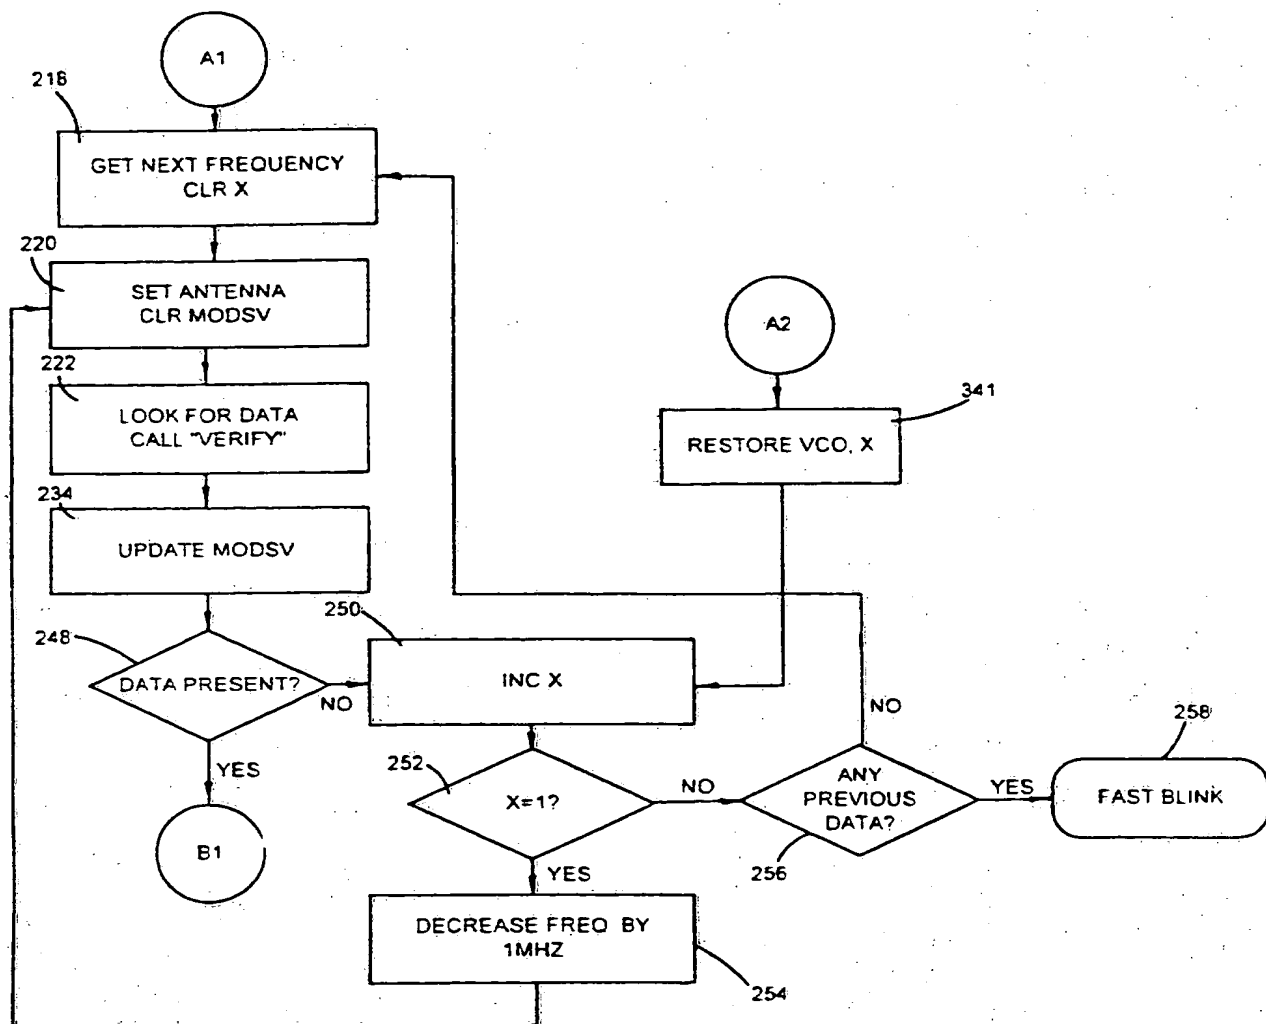 A1
218
GET NEXT FREQUENCY
CLR X
220
SET ANTENNA
CLR MODSV
A2
222
LOOK FOR DATA
CALL "VERIFY"
341
RESTORE VCO, X
234
UPDATE MODSV
250
248
DATA PRESENT?
NO
INC X
NO
258
YES
252
X=1?
NO
ANY
PREVIOUS
DATA?
YES
FAST BLINK
B1
256
YES
DECREASE FREQ BY
1MHZ
254